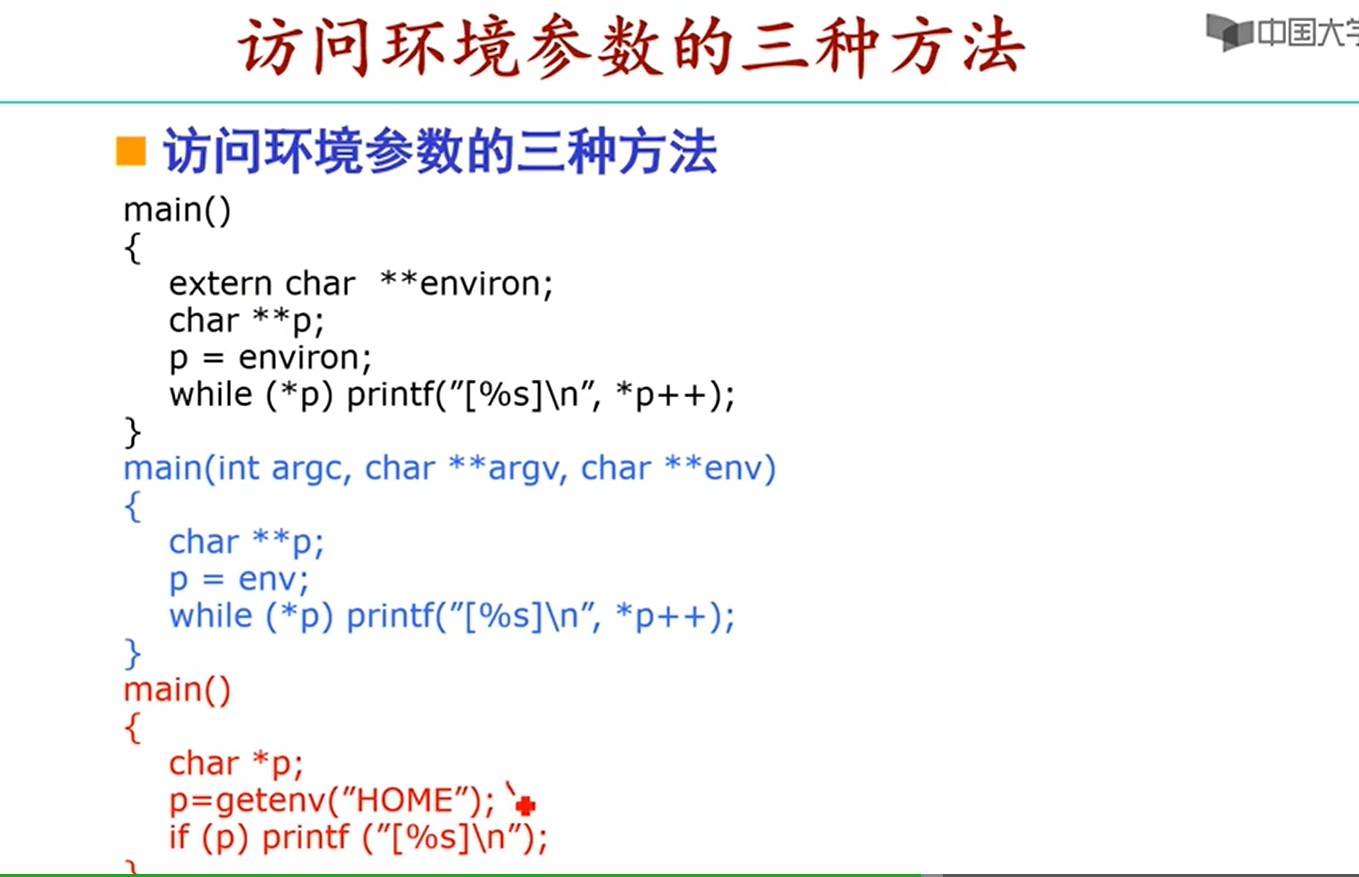 访问环境参数的三种方法
中国大学
访问环境参数的三种方法
main()
{
extern char  **environ;
char **p;
p = environ;
while (*p) printf(”[%s]\n”, *p++);
}
main(int argc, char **argv, char **env)
{
char **p;
p = env;
while (*p) printf(”[%s]\n”, *p++);
}
main()
{
char *p;
p=getenv(”HOME”);
if (p) printf (”[%s]\n”);
}